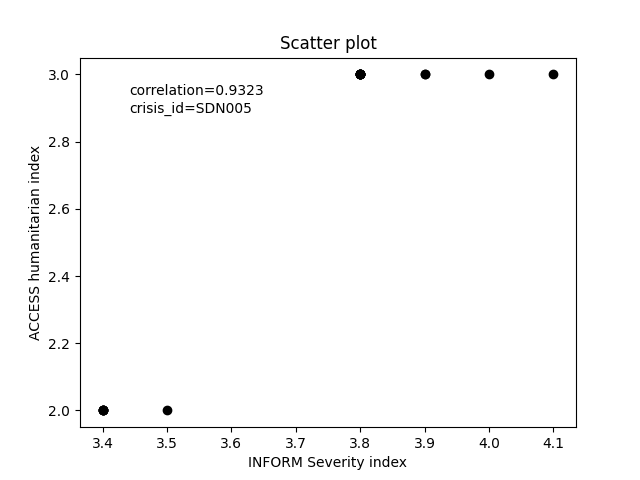 Scatter plot
correlation=0.9323
crisis_id=SDN005
ACCESS humanitarian index
3.0
2.8
2.6
2.4
2.2
2.0
3.4 3.5 3.6 3.7 3.8 3.9 4.0 4.1
INFORM Severity index